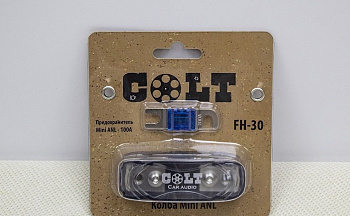 COLT
Предохранитель
Mini ANL - 100A
FH-30
COLT
CAR AUDIO
Колба Mini ANL